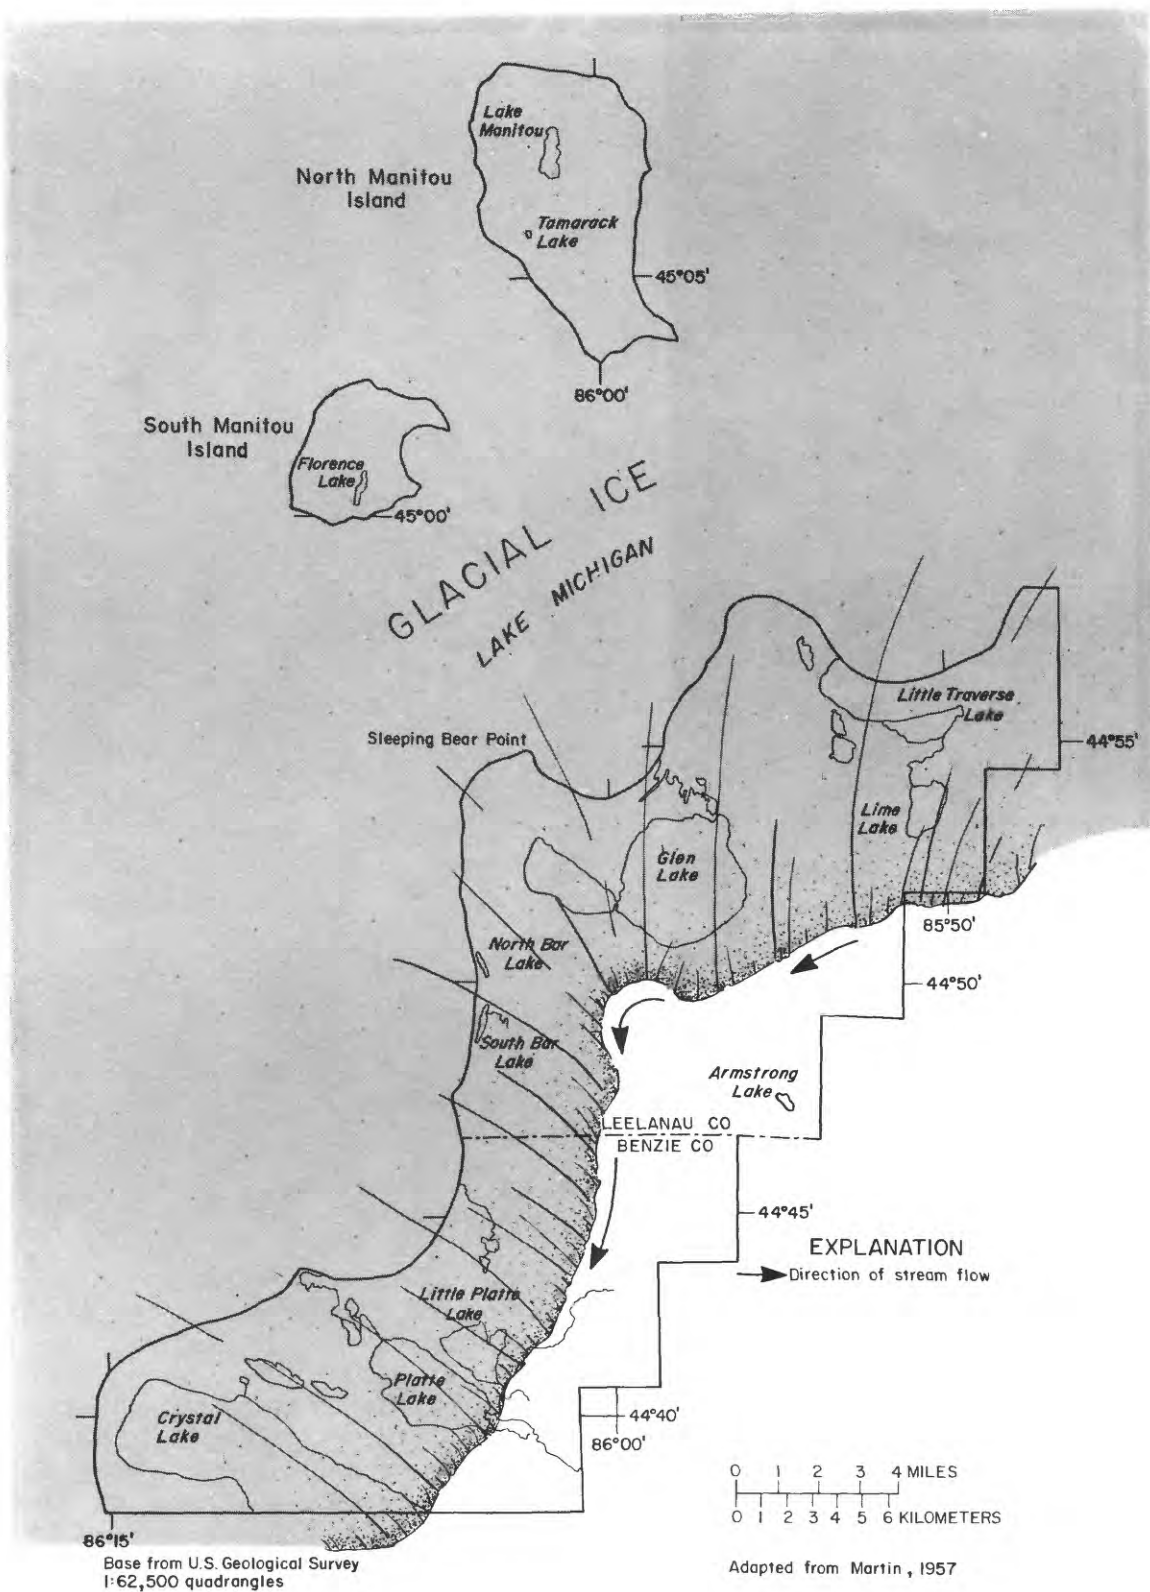 Lake
Manitou
North Manitou
Island
Tamarack
Lake
45°05'
86°00'
South Manitou
Island
Florence
Lake
45°00'
GLACIAL ICE
LAKE MICHIGAN
Little Traverse
Lake
Sleeping Bear Point
44°55'
Lime
Lake
Glen
Lake
85°50'
North Bar
Lake
44°50'
South Bar
Lake
Armstrong
Lake
LEELANAU CO
BENZIE CO
44°45'
EXPLANATION
Direction of stream flow
Little Platte
Lake
Platte
Lake
Crystal
Lake
44°40'
86°00'
0 1 2 3 4 MILES
0 1 2 3 4 5 6 KILOMETERS
86°15'
Base from U.S. Geological Survey
1:62,500 quadrangles
Adapted from Martin, 1957